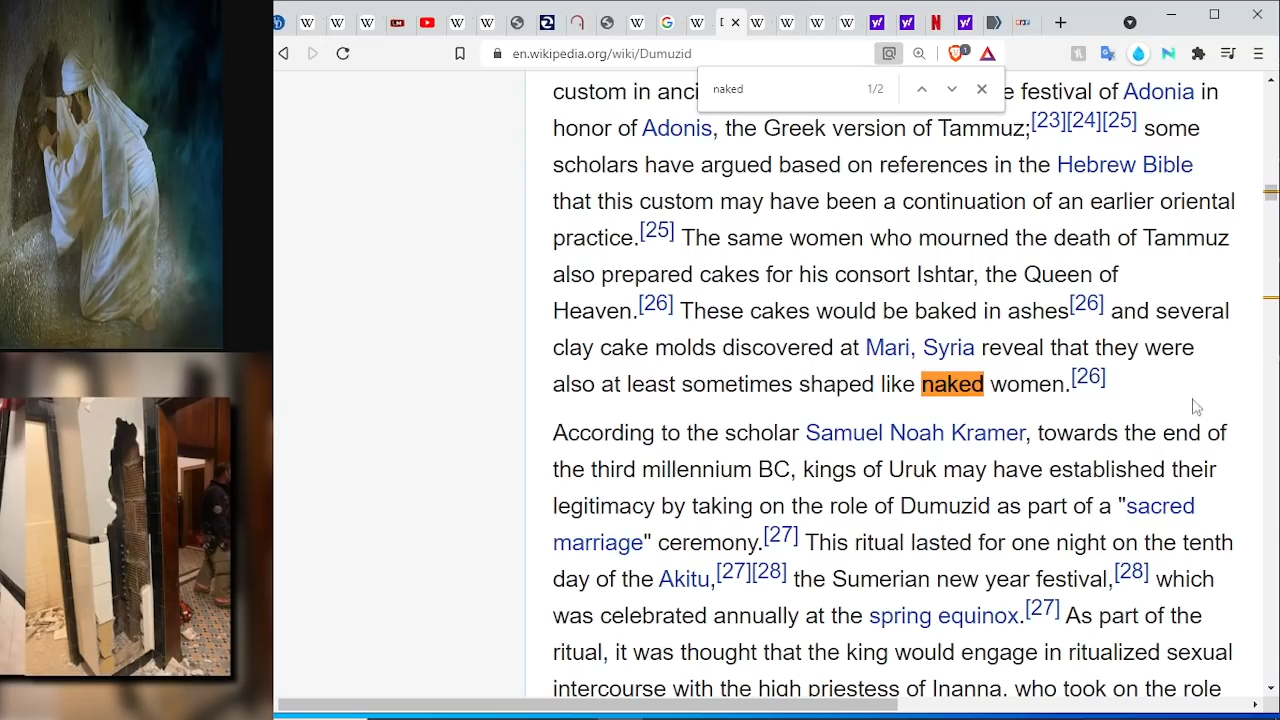 en.wikipedia.org/wiki/Dumuzid
1
naked
1/2
custom in anci
e festival of Adonia in
honor of Adonis, the Greek version of Tammuz;[23][24][25] some
scholars have argued based on references in the Hebrew Bible
that this custom may have been a continuation of an earlier oriental
practice.[25] The same women who mourned the death of Tammuz
also prepared cakes for his consort Ishtar, the Queen of
Heaven.[26] These cakes would be baked in ashes[26] and several
clay cake molds discovered at Mari, Syria reveal that they were
also at least sometimes shaped like naked women.[26]
According to the scholar Samuel Noah Kramer, towards the end of
the third millennium BC, kings of Uruk may have established their
legitimacy by taking on the role of Dumuzid as part of a "sacred
marriage" ceremony.[27] This ritual lasted for one night on the tenth
day of the Akitu,[27][28] the Sumerian new year festival,[28] which
was celebrated annually at the spring equinox.[27] As part of the
ritual, it was thought that the king would engage in ritualized sexual
intercourse with the high priestess of Inanna, who took on the role